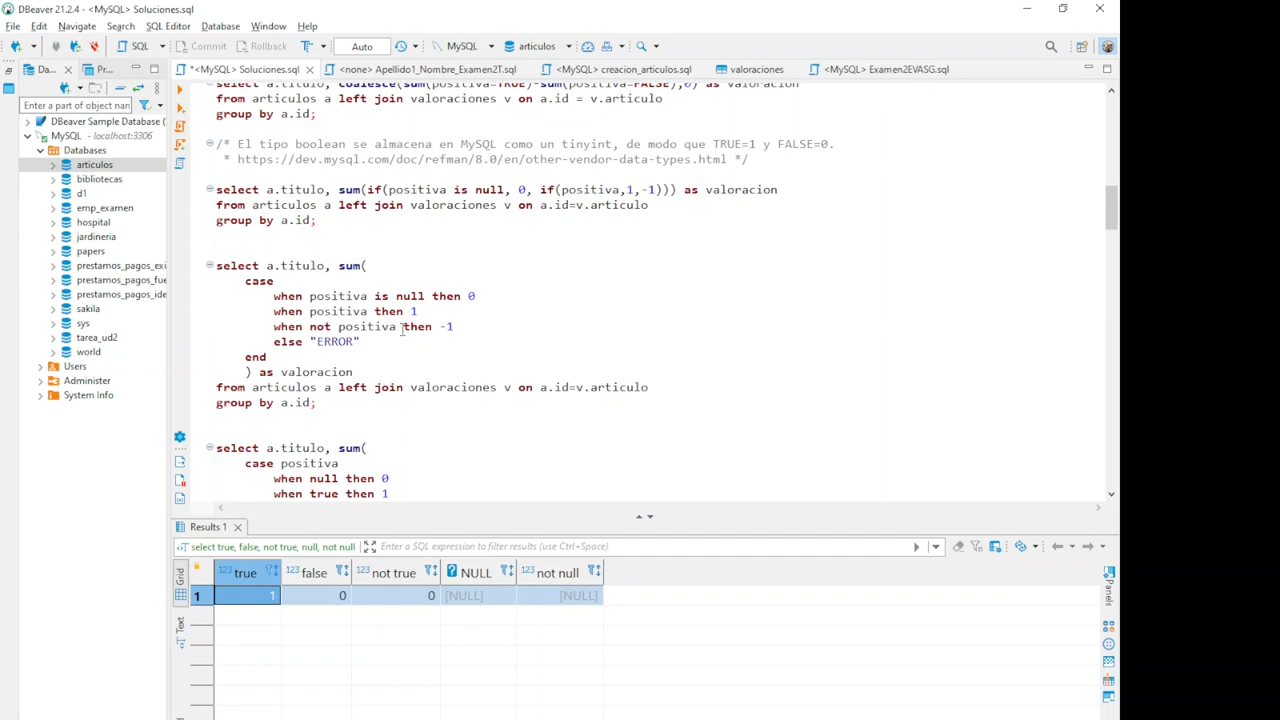 DBeaver 21.2.4 - <MySQL> Soluciones.sql
File Edit Navigate Search SQL Editor Database Window Help
SQL Commit Rollback Auto MySQL articulos
Da... Pr... *<MySQL> Soluciones.sql <none> Apellido1_Nombre_Examen2T.sql <MySQL> creacion_articulos.sql valoraciones <MySQL> Examen2EVASG.sql
Enter a part of object nam
DBeaver Sample Database (
MySQL - localhost:3306
Databases
articulos
bibliotecas
d1
emp_examen
hospital
jardineria
papers
prestamos_pagos_exi
prestamos_pagos_fue
prestamos_pagos_ide
sakila
sys
tarea_ud2
world
Users
Administer
System Info
select a.titulo, coalesce(sum(positiva=TRUE)-sum(positiva=FALSE),0) as valoracion
from articulos a left join valoraciones v on a.id = v.articulo
group by a.id;
/* El tipo boolean se almacena en MySQL como un tinyint, de modo que TRUE=1 y FALSE=0.
* https://dev.mysql.com/doc/refman/8.0/en/other-vendor-data-types.html */
select a.titulo, sum(if(positiva is null, 0, if(positiva,1,-1))) as valoracion
from articulos a left join valoraciones v on a.id=v.articulo
group by a.id;
select a.titulo, sum(
case
when positiva is null then 0
when positiva then 1
when not positiva then -1
else "ERROR"
end
) as valoracion
from articulos a left join valoraciones v on a.id=v.articulo
group by a.id;
select a.titulo, sum(
case positiva
when null then 0
when true then 1
Results 1
select true, false, not true, null, not null Enter a SQL expression to filter results (use Ctrl+Space)
Grid
Text
123 true 123 false 123 not true NULL 123 not null
1 1 0 0 [NULL] [NULL]
Panels